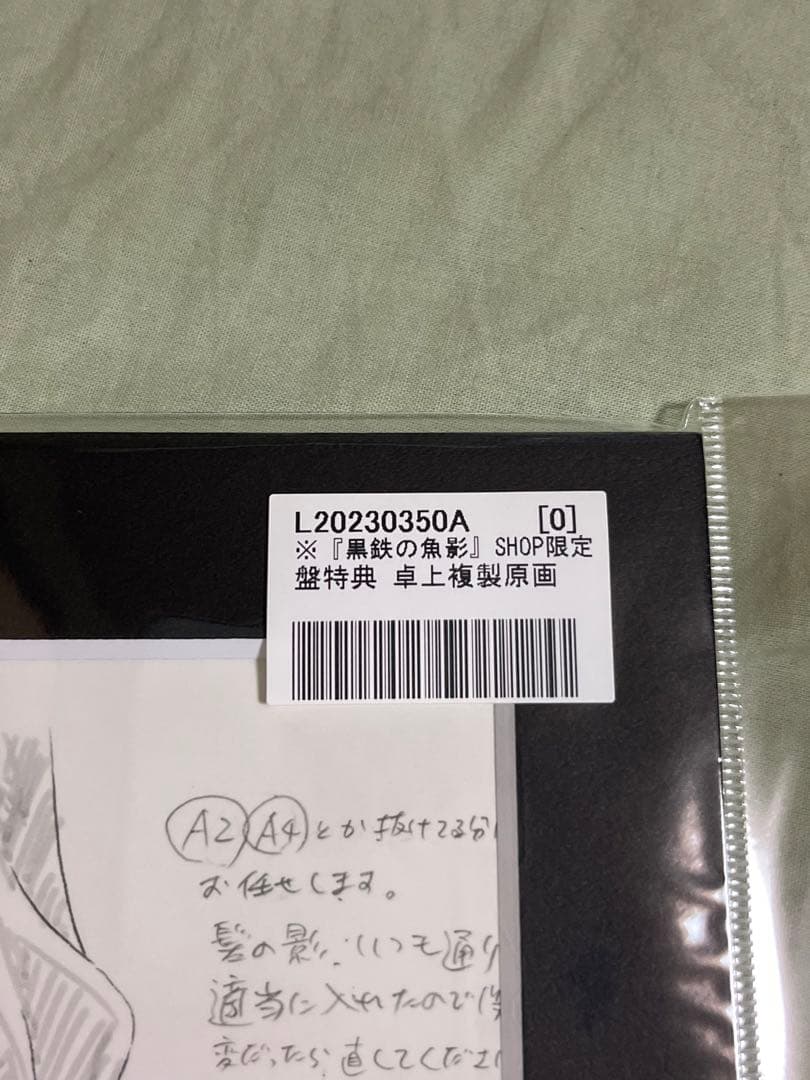 L20230350A [0]
※『黒鉄の魚影』SHOP限定
盤特典 卓上複製原画
A2 A4 とか抜けてる分
お任せします。
髪の影、いつも通り
適当に入れたので
変だったら直してくださ